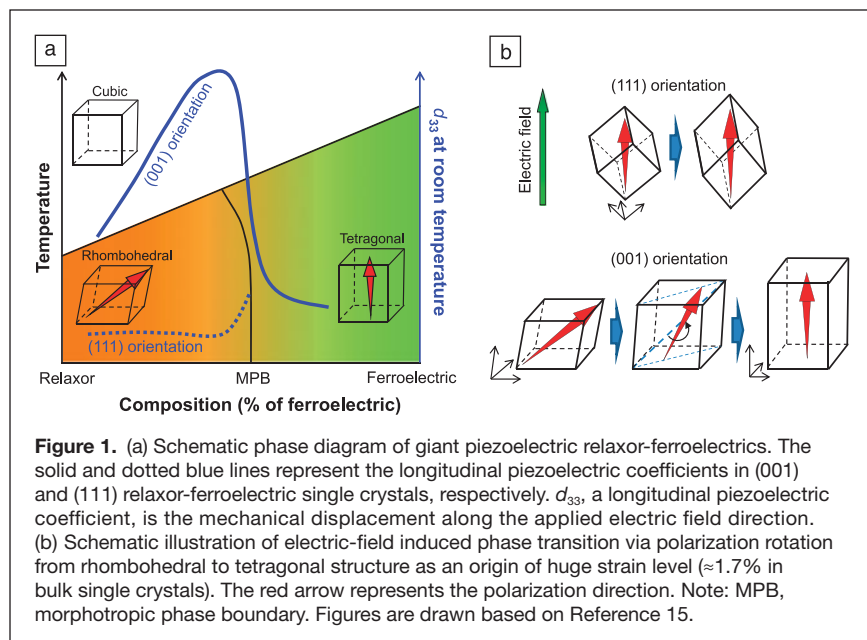 a
Cubic
(001) orientation
Temperature
d33 at room temperature
Rhombohedral
Tetragonal
(111) orientation
Relaxor
MPB
Ferroelectric
Composition (% of ferroelectric)
b
(111) orientation
Electric field
(001) orientation
Figure 1. (a) Schematic phase diagram of giant piezoelectric relaxor-ferroelectrics. The
solid and dotted blue lines represent the longitudinal piezoelectric coefficients in (001)
and (111) relaxor-ferroelectric single crystals, respectively. d33, a longitudinal piezoelectric
coefficient, is the mechanical displacement along the applied electric field direction.
(b) Schematic illustration of electric-field induced phase transition via polarization rotation
from rhombohedral to tetragonal structure as an origin of huge strain level (≈1.7% in
bulk single crystals). The red arrow represents the polarization direction. Note: MPB,
morphotropic phase boundary. Figures are drawn based on Reference 15.